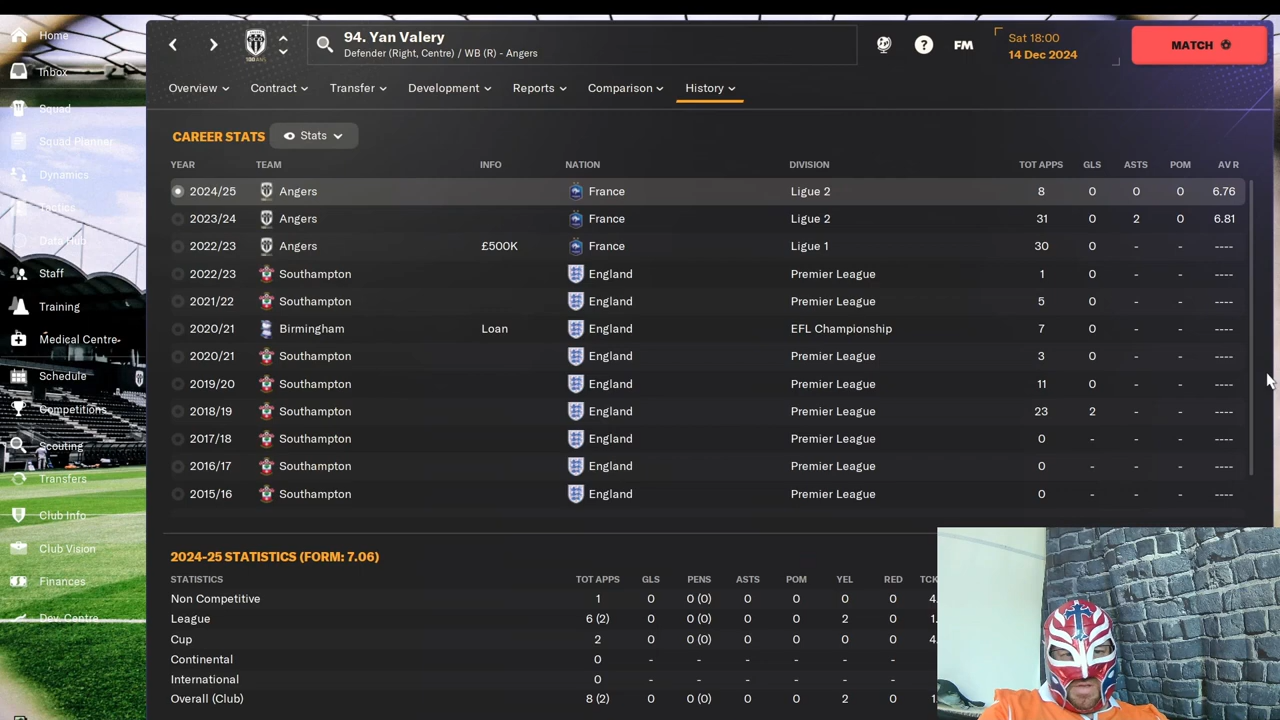 Home
Inbox
Squad
Squad Planner
Dynamics
Tactics
Data Hub
Staff
Training
Medical Centre
Schedule
Competitions
Scouting
Transfers
Club Info
Club Vision
Finances
Dev. Centre
94. Yan Valery
Defender (Right, Centre) / WB (R) - Angers
? FM
Sat 18:00
14 Dec 2024
MATCH
Overview Contract Transfer Development Reports Comparison History
CAREER STATS Stats
YEAR TEAM INFO NATION DIVISION TOT APPS GLS ASTS POM AV R
2024/25 Angers France Ligue 2 8 0 0 0 6.76
2023/24 Angers France Ligue 2 31 0 2 0 6.81
2022/23 Angers £500K France Ligue 1 30 0 - - ----
2022/23 Southampton England Premier League 1 0 - - ----
2021/22 Southampton England Premier League 5 0 - - ----
2020/21 Birmingham Loan England EFL Championship 7 0 - - ----
2020/21 Southampton England Premier League 3 0 - - ----
2019/20 Southampton England Premier League 11 0 - - ----
2018/19 Southampton England Premier League 23 2 - - ----
2017/18 Southampton England Premier League 0 - - - ----
2016/17 Southampton England Premier League 0 - - - ----
2015/16 Southampton England Premier League 0 - - - ----
2024-25 STATISTICS (FORM: 7.06)
STATISTICS TOT APPS GLS PENS ASTS POM YEL RED TCK
Non Competitive 1 0 0 (0) 0 0 0 0 4.
League 6 (2) 0 0 (0) 0 0 2 0 1.
Cup 2 0 0 (0) 0 0 0 0 4.
Continental 0 - - - - - - -
International 0 - - - - - - -
Overall (Club) 8 (2) 0 0 (0) 0 0 2 0 1.